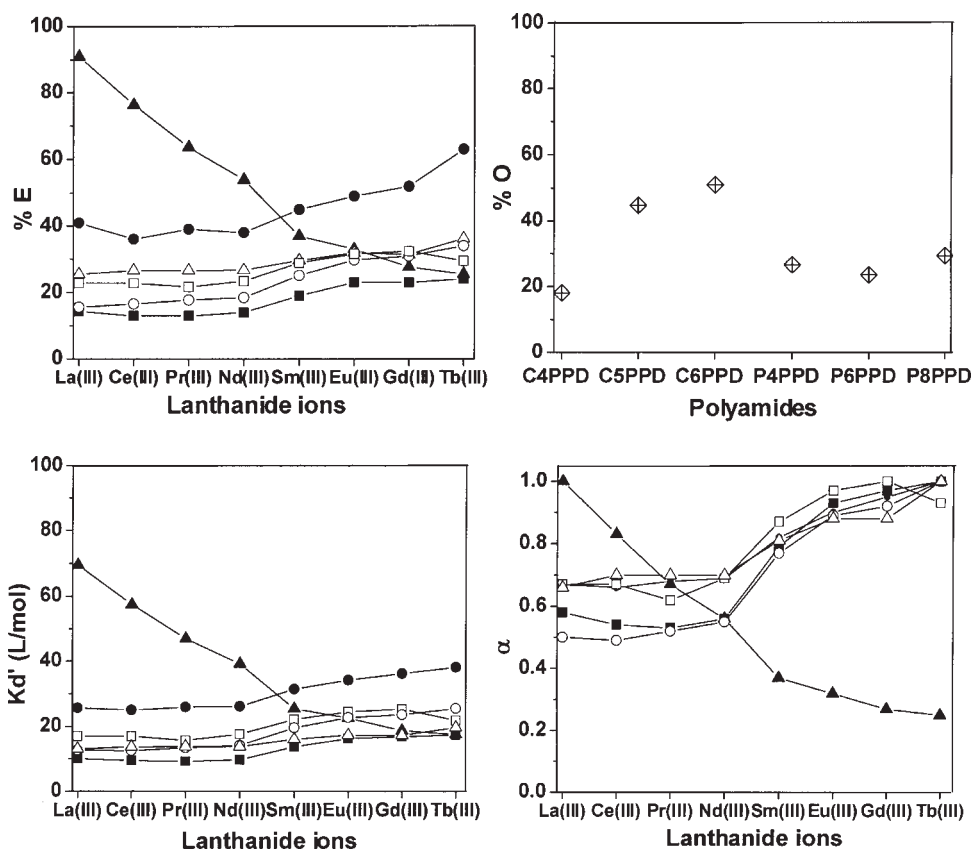 100
80
60
40
20
0
% E
La(III) Ce(III) Pr(III) Nd(III) Sm(III) Eu(III) Gd(III) Tb(III)
Lanthanide ions
100
80
60
40
20
0
% O
C4PPD C5PPD C6PPD P4PPD P6PPD P8PPD
Polyamides
100
80
60
40
20
0
Kd' (L/mol)
La(III) Ce(III) Pr(III) Nd(III) Sm(III) Eu(III) Gd(III) Tb(III)
Lanthanide ions
1.0
0.8
0.6
0.4
0.2
0.0
α
La(III) Ce(III) Pr(III) Nd(III) Sm(III) Eu(III) Gd(III) Tb(III)
Lanthanide ions